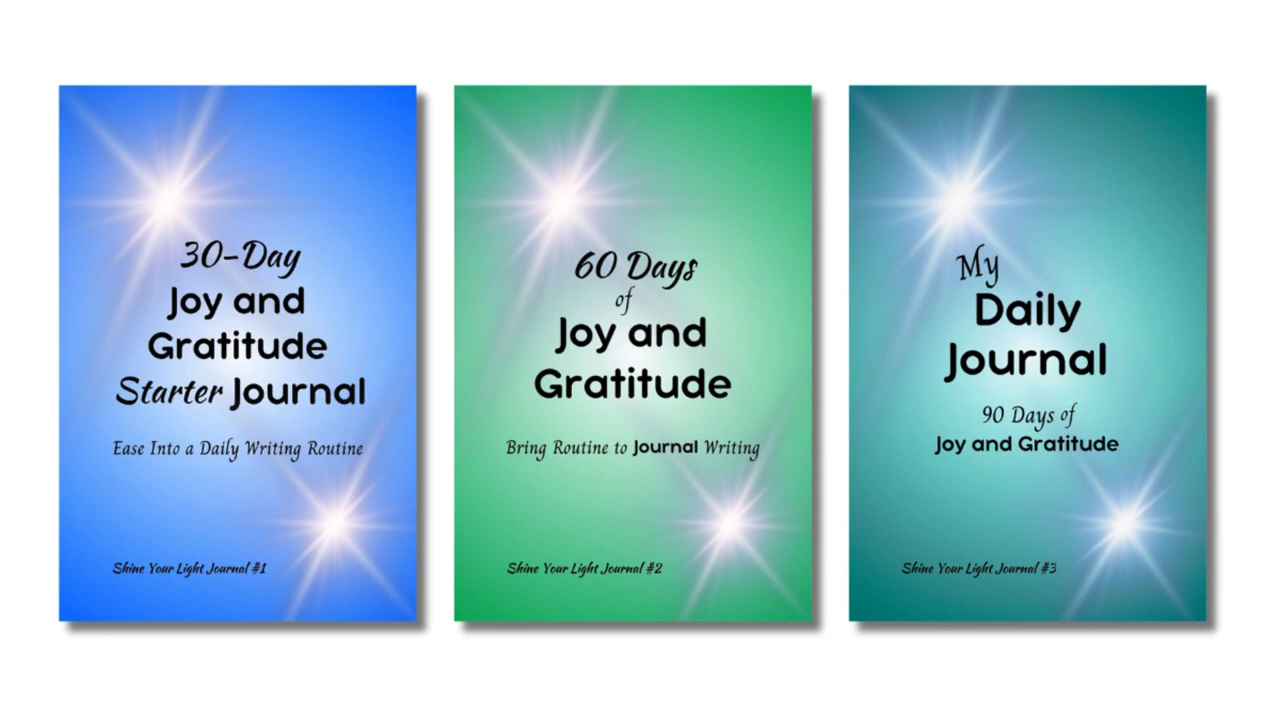 30-Day
Joy and
Gratitude
Starter Journal
Ease Into a Daily Writing Routine
Shine Your Light Journal #1
60 Days
of
Joy and
Gratitude
Bring Routine to Journal Writing
Shine Your Light Journal #2
My
Daily
Journal
90 Days of
Joy and Gratitude
Shine Your Light Journal #3